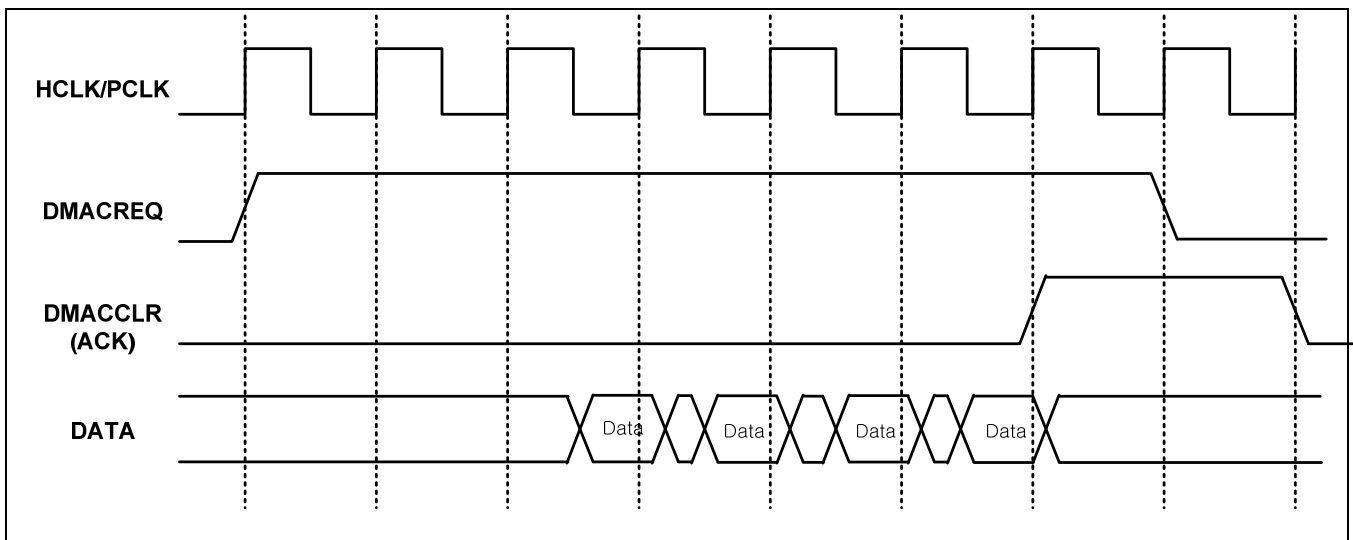 HCLK/PCLK
DMACREQ
DMACCLR
(ACK)
DATA
Data
Data
Data
Data